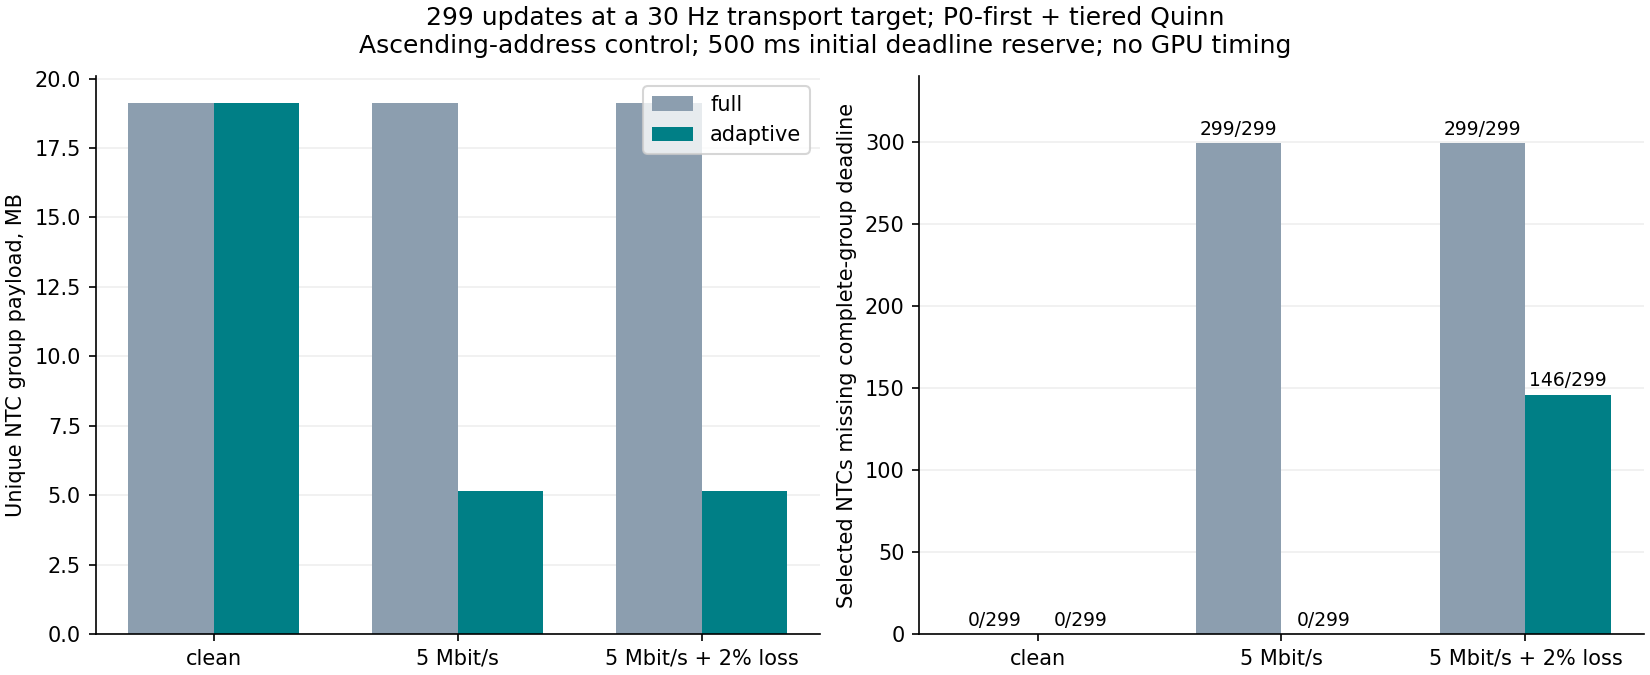 299 updates at a 30 Hz transport target; P0-first + tiered Quinn
Ascending-address control; 500 ms initial deadline reserve; no GPU timing
Unique NTC group payload, MB
20.0
17.5
15.0
12.5
10.0
7.5
5.0
2.5
0.0
clean
5 Mbit/s
5 Mbit/s + 2% loss
full
adaptive
Selected NTCs missing complete-group deadline
300
250
200
150
100
50
0
0/299
0/299
299/299
0/299
299/299
146/299
clean
5 Mbit/s
5 Mbit/s + 2% loss